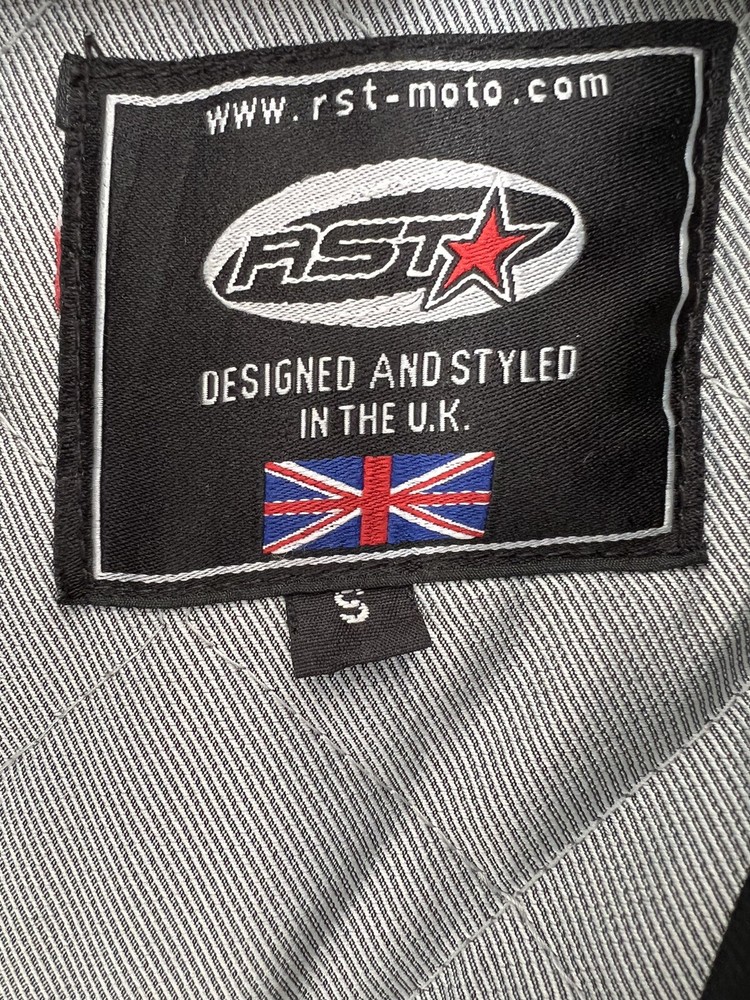 www.rst-moto.com
RST
DESIGNED AND STYLED
IN THE U.K.
S